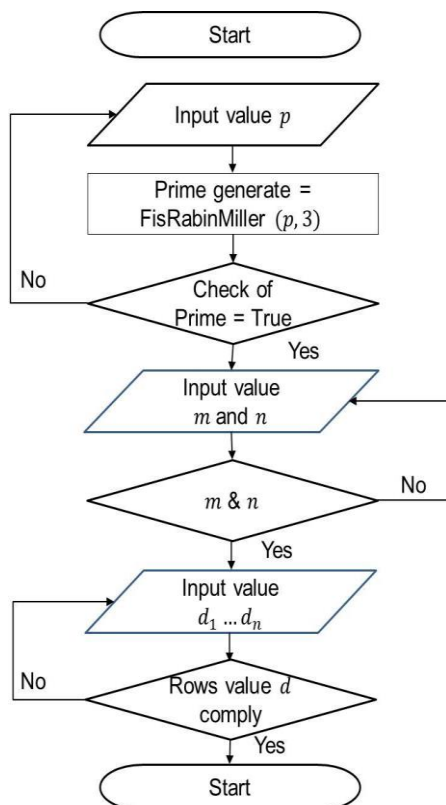 Start
Input value p
Prime generate =
FisRabinMiller (p, 3)
No
Check of
Prime = True
Yes
Input value
m and n
No
m & n
Yes
Input value
d₁ … dₙ
No
Rows value d
comply
Yes
Start